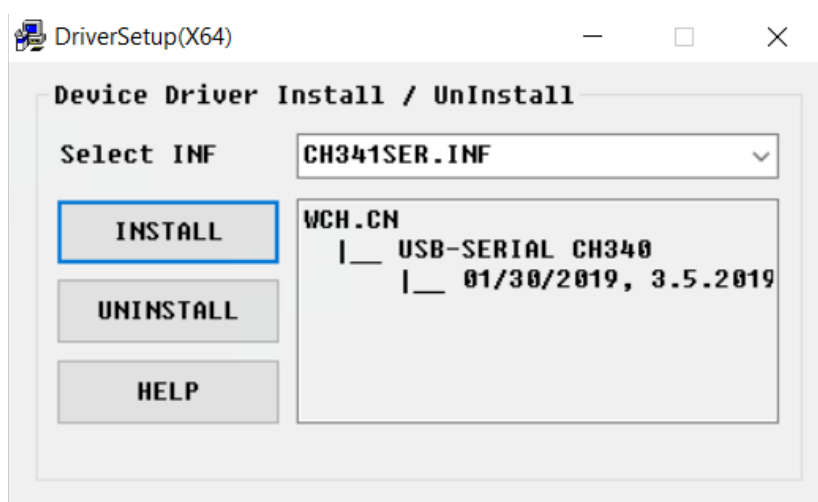 DriverSetup(X64)
Device Driver Install / UnInstall
Select INF
CH341SER.INF
INSTALL
UNINSTALL
HELP
WCH.CN
|__ USB-SERIAL CH340
|__ 01/30/2019, 3.5.2019